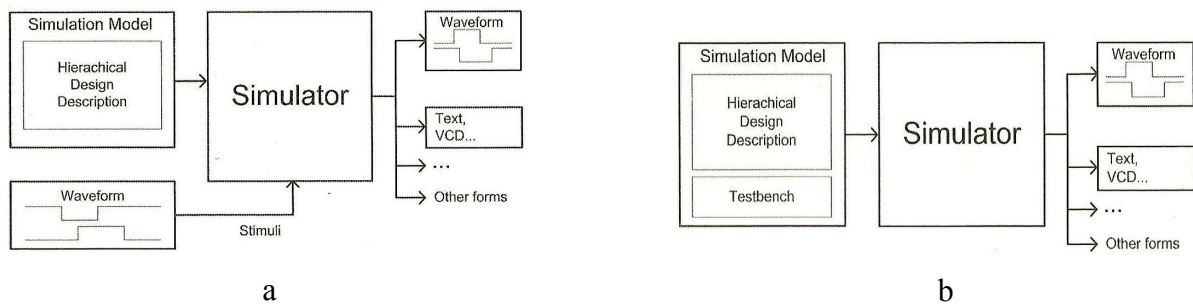 Simulation Model
Hierachical
Design
Description
Simulator
Waveform
Text,
VCD...
...
Other forms
Waveform
Stimuli
a
Simulation Model
Hierachical
Design
Description
Testbench
Simulator
Waveform
Text,
VCD...
...
Other forms
b